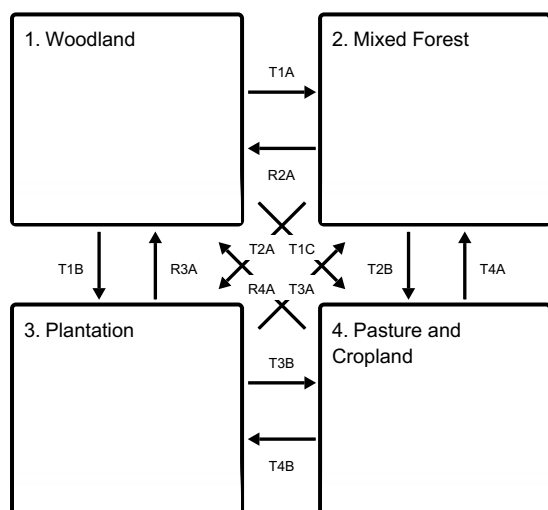 1. Woodland
2. Mixed Forest
T1A
R2A
T1B
R3A
T2A
T1C
R4A
T3A
T2B
T4A
3. Plantation
4. Pasture and
Cropland
T3B
T4B